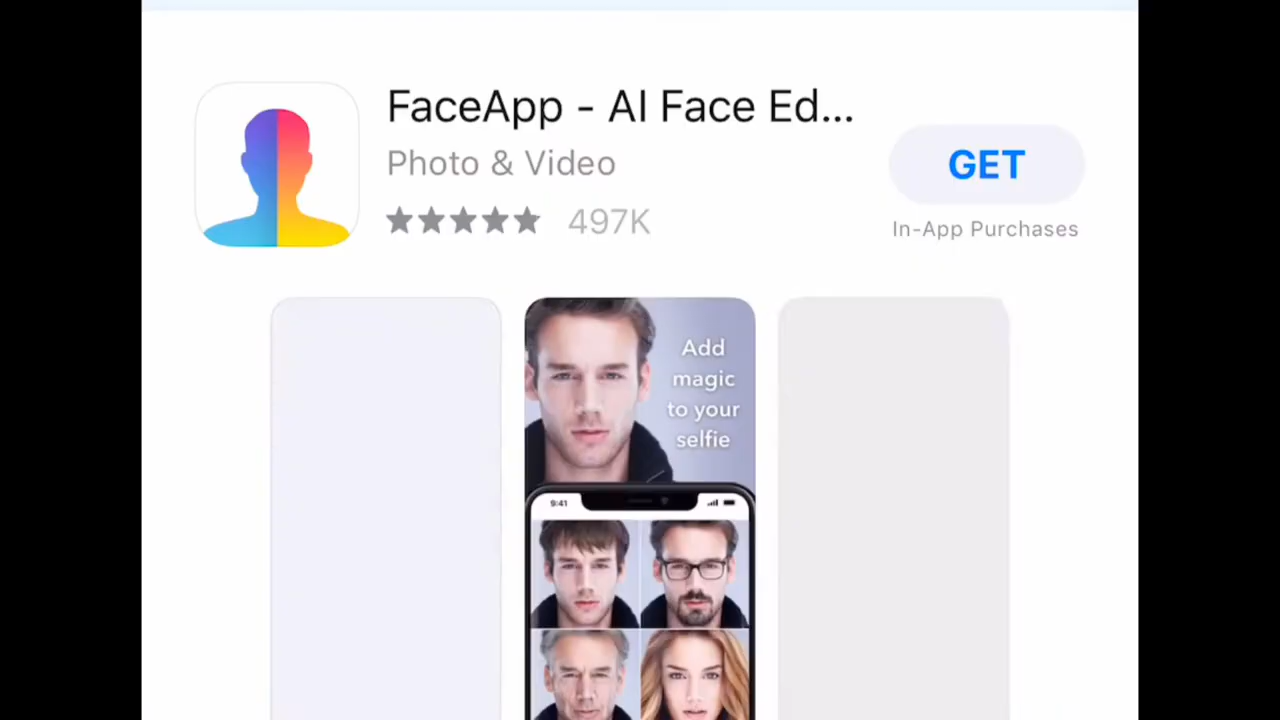 FaceApp - AI Face Ed...
Photo & Video
497K
GET
In-App Purchases
Add
magic
to your
selfie
9:41